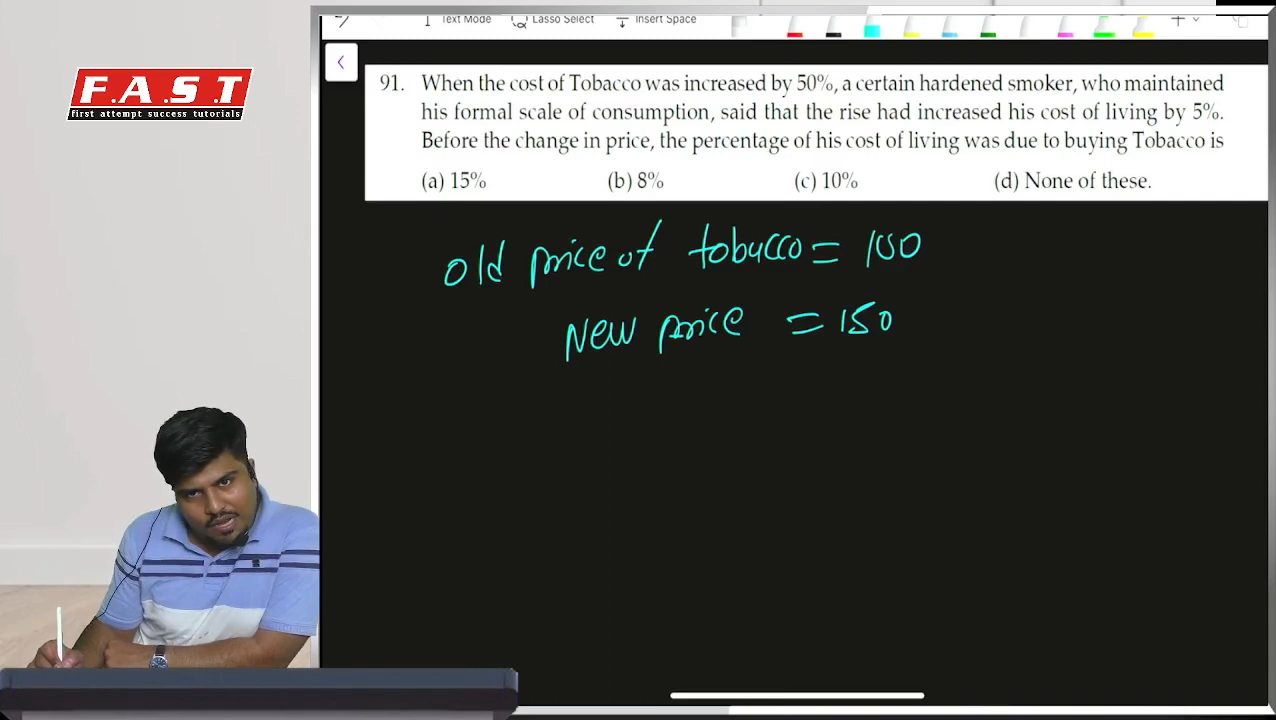 Text Mode Lasso Select Insert Space
F.A.S.T
first attempt success tutorials
91. When the cost of Tobacco was increased by 50%, a certain hardened smoker, who maintained
his formal scale of consumption, said that the rise had increased his cost of living by 5%.
Before the change in price, the percentage of his cost of living was due to buying Tobacco is
(a) 15% (b) 8% (c) 10% (d) None of these.
old price of tobacco = 100
New price = 150